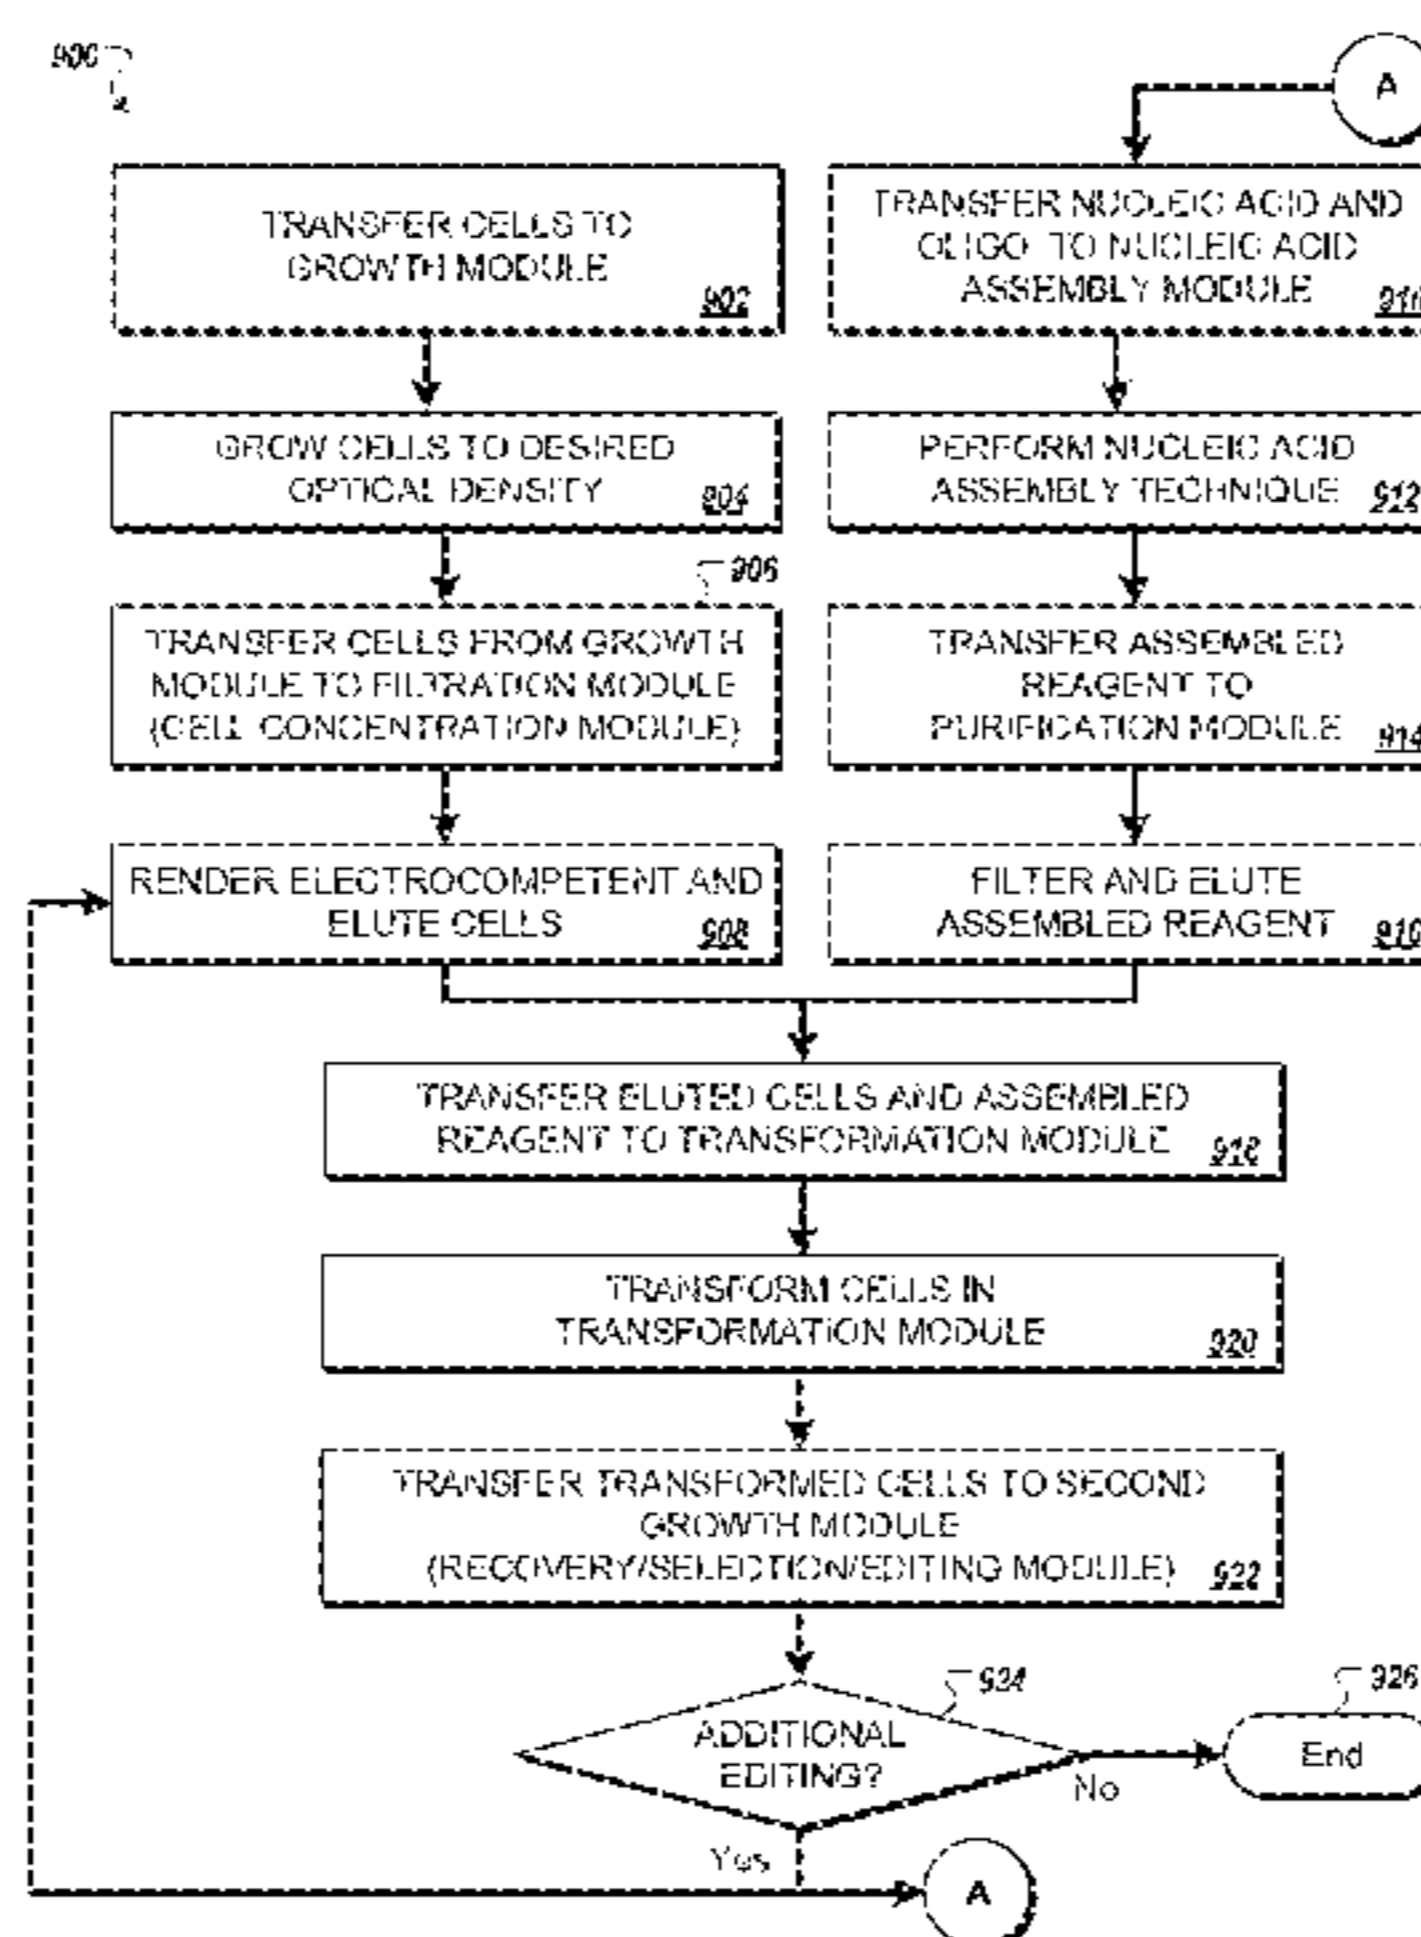 900
A
TRANSFER CELLS TO
GROWTH MODULE
902
GROW CELLS TO DESIRED
OPTICAL DENSITY
904
906
TRANSFER CELLS FROM GROWTH
MODULE TO FILTRATION MODULE
(CELL CONCENTRATION MODULE)
RENDER ELECTROCOMPETENT AND
ELUTE CELLS
908
TRANSFER NUCLEIC ACID AND
OLIGO TO NUCLEIC ACID
ASSEMBLY MODULE
PERFORM NUCLEIC ACID
ASSEMBLY TECHNIQUE
912
TRANSFER ASSEMBLED
REAGENT TO
PURIFICATION MODULE
914
FILTER AND ELUTE
ASSEMBLED REAGENT
TRANSFER ELUTED CELLS AND ASSEMBLED
REAGENT TO TRANSFORMATION MODULE
918
TRANSFORM CELLS IN
TRANSFORMATION MODULE
920
TRANSFER TRANSFORMED CELLS TO SECOND
GROWTH MODULE
(RECOVERY/SELECTION/EDITING MODULE)
922
924
ADDITIONAL
EDITING?
No
926
End
Yes
A